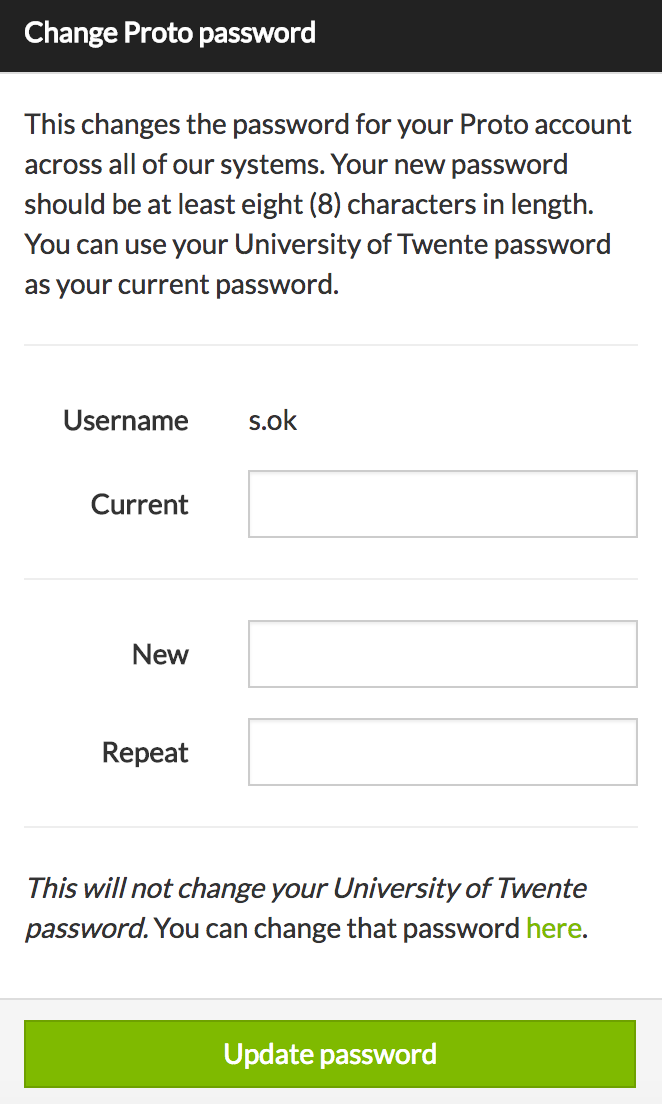 Change Proto password
This changes the password for your Proto account
across all of our systems. Your new password
should be at least eight (8) characters in length.
You can use your University of Twente password
as your current password.
Username s.ok
Current
New
Repeat
This will not change your University of Twente
password. You can change that password here.
Update password